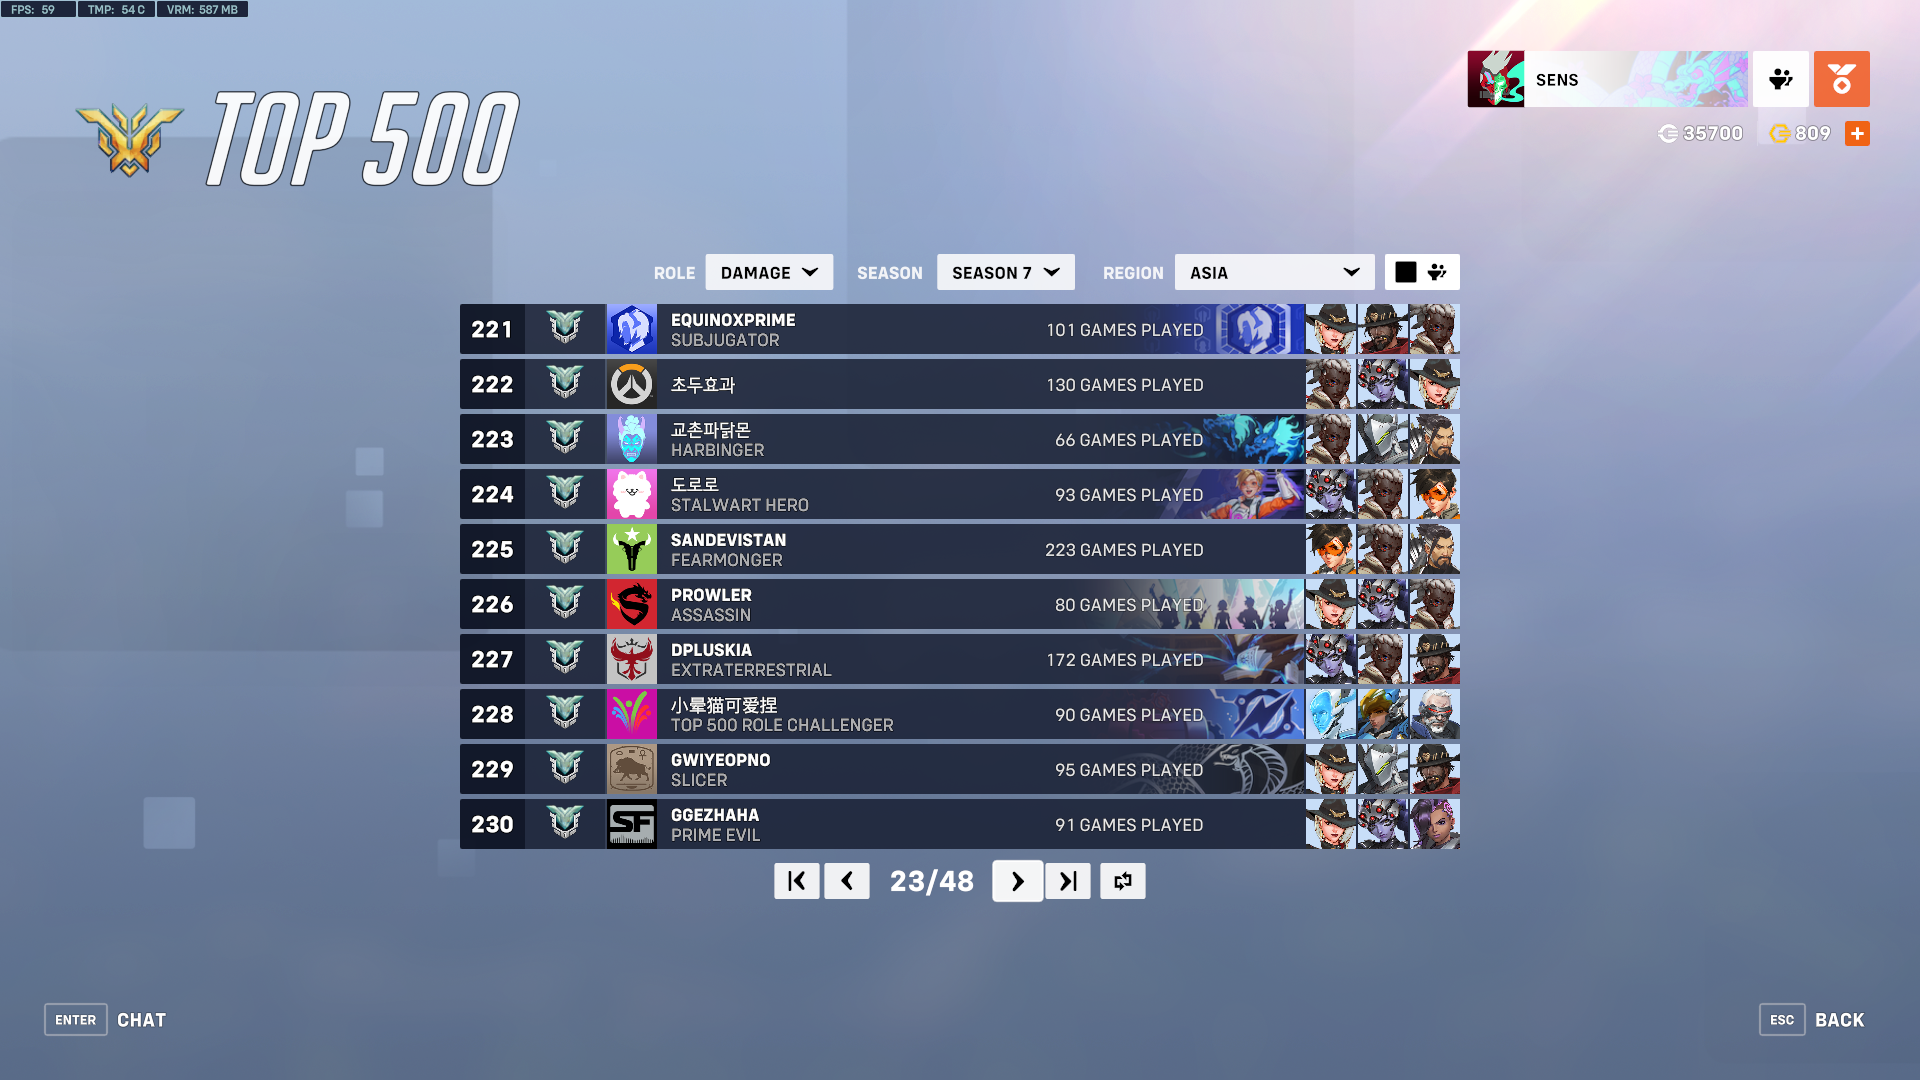 FPS: 59 TMP: 54 C VRM: 587 MB
TOP 500
SENS
35700 809
ROLE DAMAGE SEASON SEASON 7 REGION ASIA
221 EQUINOXPRIME 101 GAMES PLAYED
SUBJUGATOR
222 초두효과 130 GAMES PLAYED
223 교촌파닭몬 66 GAMES PLAYED
HARBINGER
224 도로로 93 GAMES PLAYED
STALWART HERO
225 SANDEVISTAN 223 GAMES PLAYED
FEARMONGER
226 PROWLER 80 GAMES PLAYED
ASSASSIN
227 DPLUSKIA 172 GAMES PLAYED
EXTRATERRESTRIAL
228 小晕猫可爱捏 90 GAMES PLAYED
TOP 500 ROLE CHALLENGER
229 GWIYEOPNO 95 GAMES PLAYED
SLICER
230 SF GGEZHAHA 91 GAMES PLAYED
PRIME EVIL
23/48
ENTER CHAT
ESC BACK